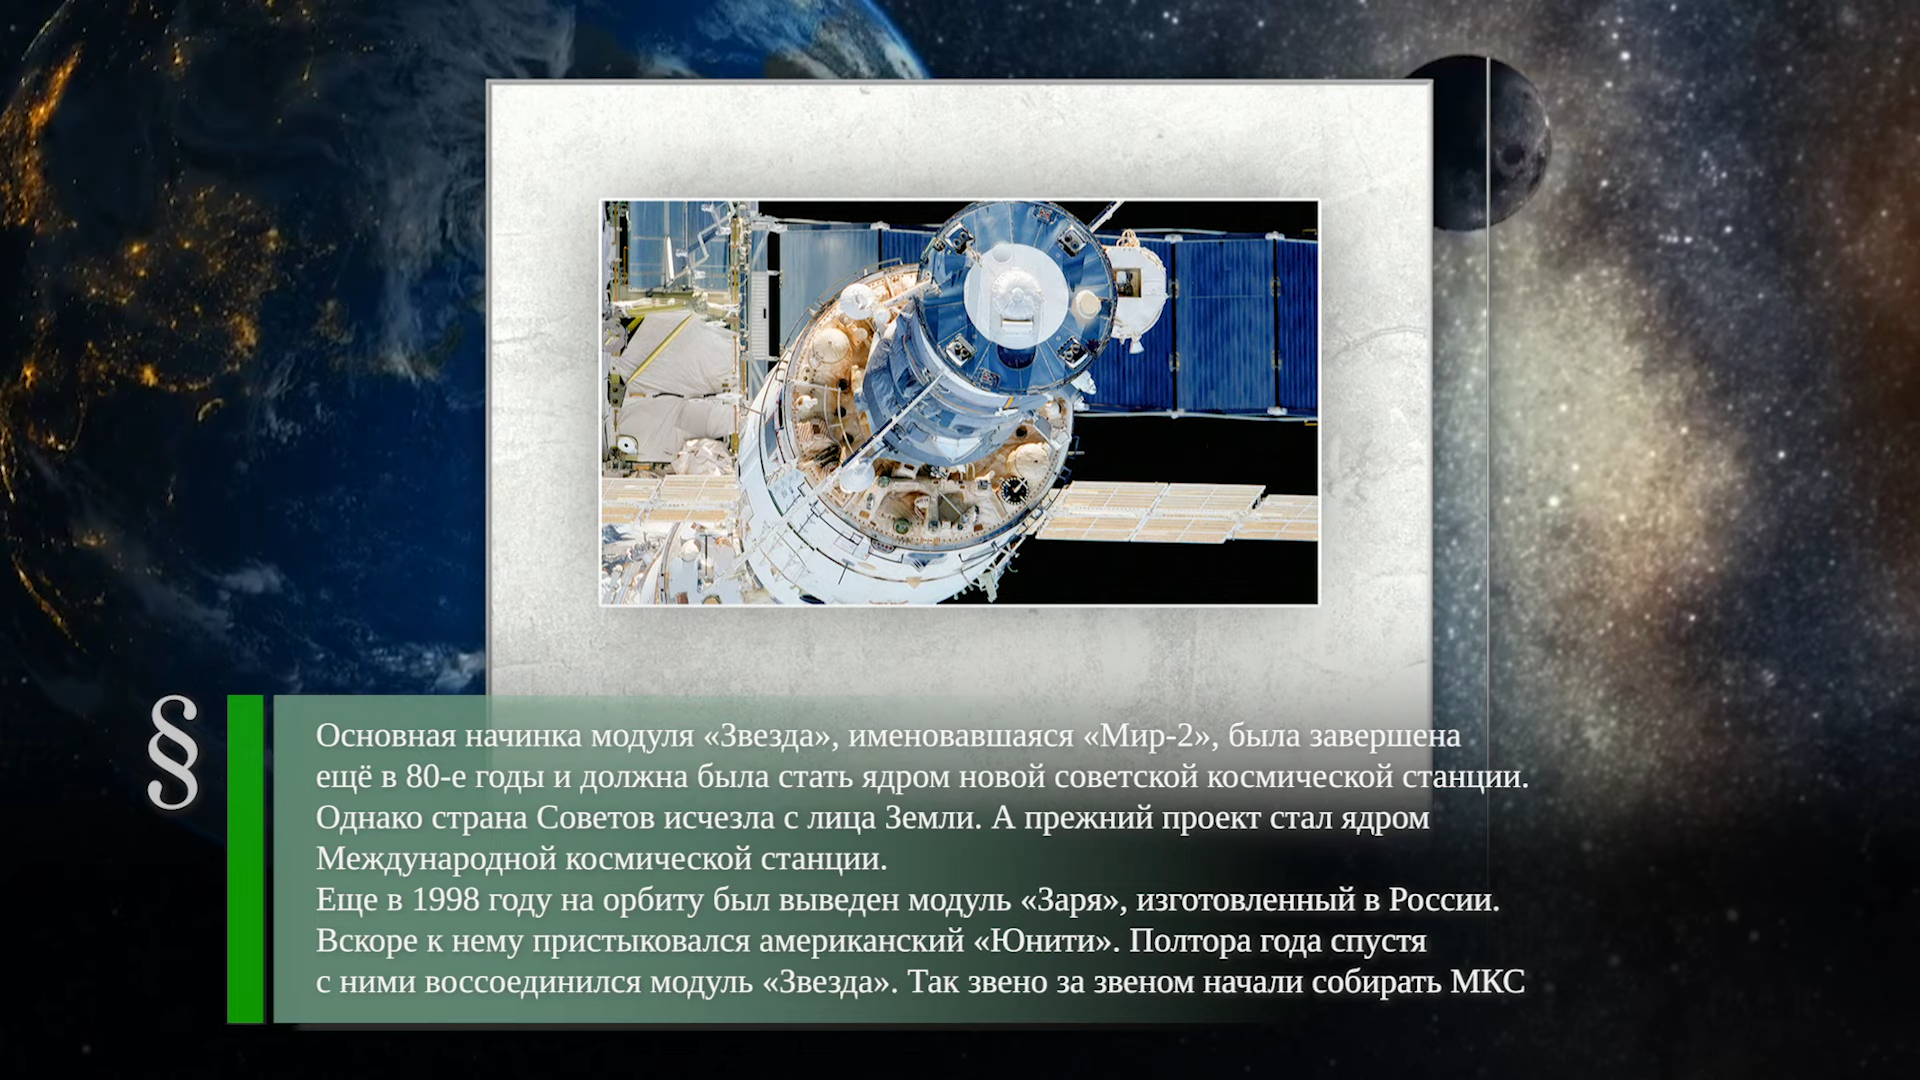 §
Основная начинка модуля «Звезда», именовавшаяся «Мир-2», была завершена
ещё в 80-е годы и должна была стать ядром новой советской космической станции.
Однако страна Советов исчезла с лица Земли. А прежний проект стал ядром
Международной космической станции.
Еще в 1998 году на орбиту был выведен модуль «Заря», изготовленный в России.
Вскоре к нему пристыковался американский «Юнити». Полтора года спустя
с ними воссоединился модуль «Звезда». Так звено за звеном начали собирать МКС